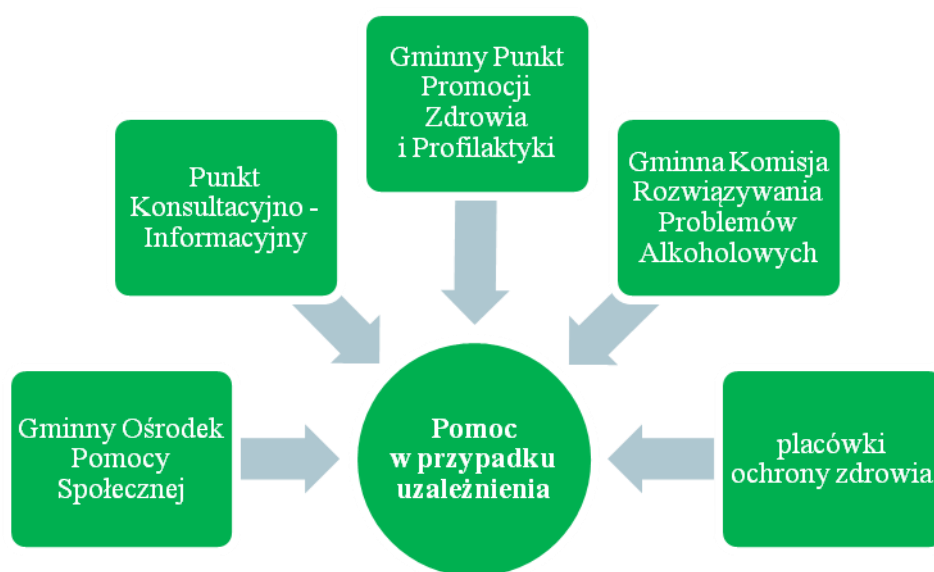 Gminny Punkt
Promocji
Zdrowia
i Profilaktyki
Punkt
Konsultacyjno -
Informacyjny
Gminna Komisja
Rozwiązywania
Problemów
Alkoholowych
Gminny Ośrodek
Pomocy
Społecznej
Pomoc
w przypadku
uzależnienia
placówki
ochrony zdrowia